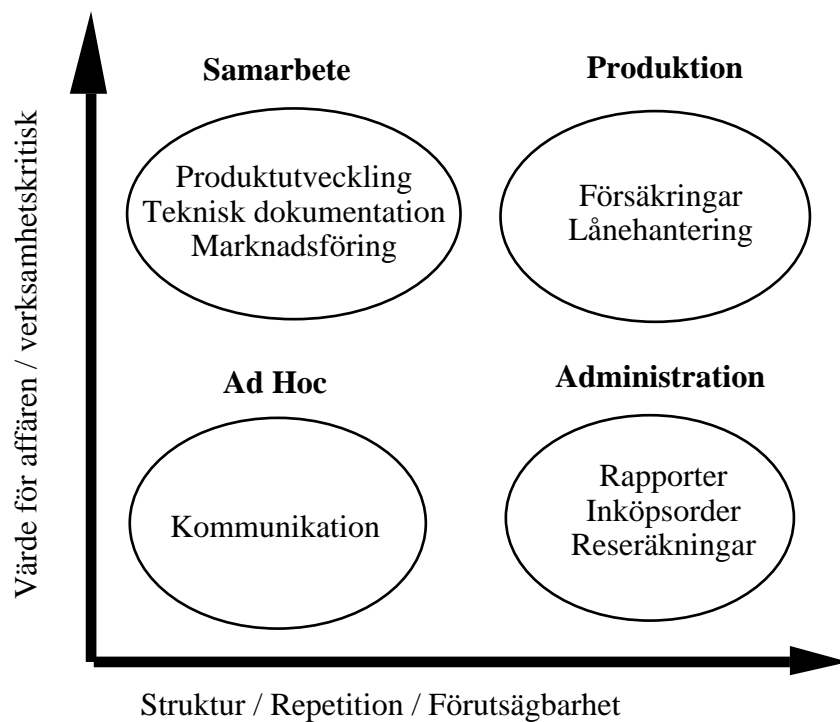 Värde för affären / verksamhetskritisk
Samarbete
Produktutveckling
Teknisk dokumentation
Marknadsföring
Produktion
Försäkringar
Lånehantering
Ad Hoc
Kommunikation
Administration
Rapporter
Inköpsorder
Reseräkningar
Struktur / Repetition / Förutsägbarhet